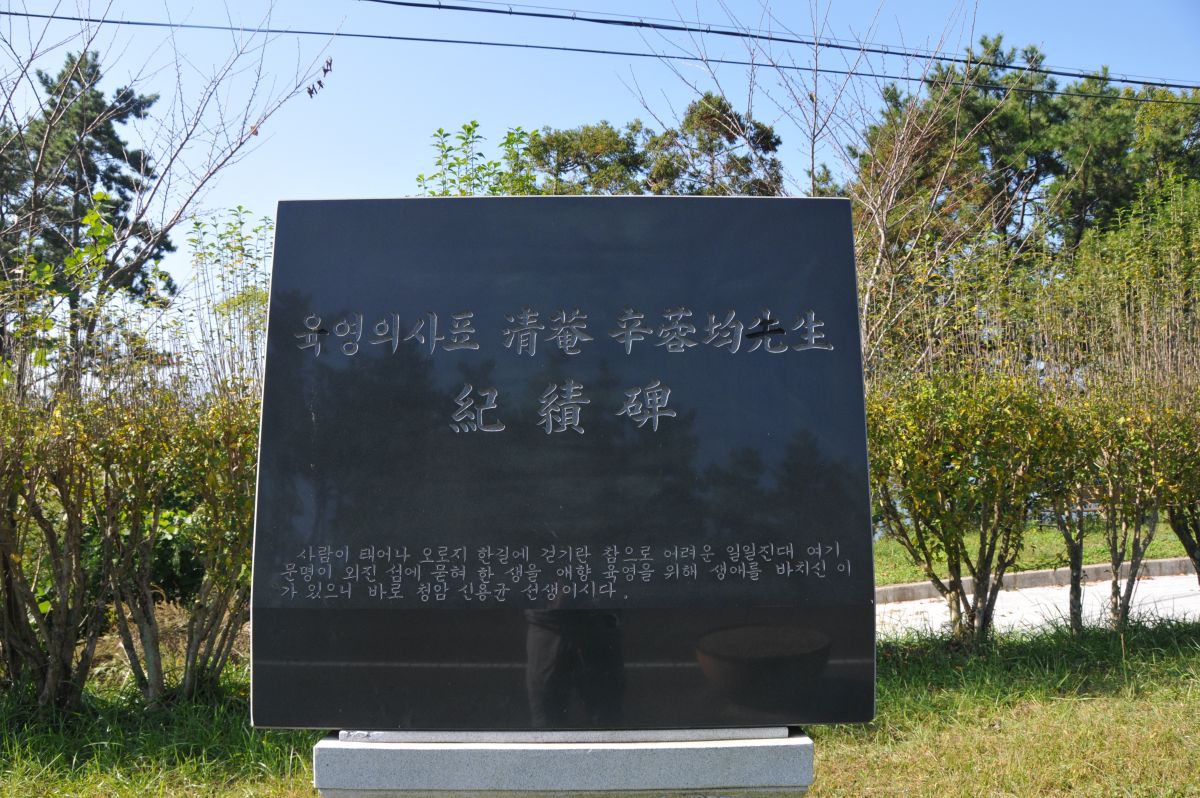 육영의사표 清菴 辛蓉均先生
紀績碑
사람이 태어나 오로지 한길에 걷기란 참으로 어려운 일일진대 여기
문명이 외진 섬에 묻혀 한 생을 애향 육영을 위해 생애를 바치신 이
가 있으니 바로 청암 신용균 선생이시다.